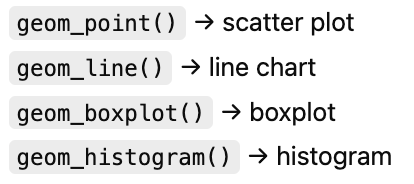 geom_point() → scatter plot
geom_line() → line chart
geom_boxplot() → boxplot
geom_histogram() → histogram